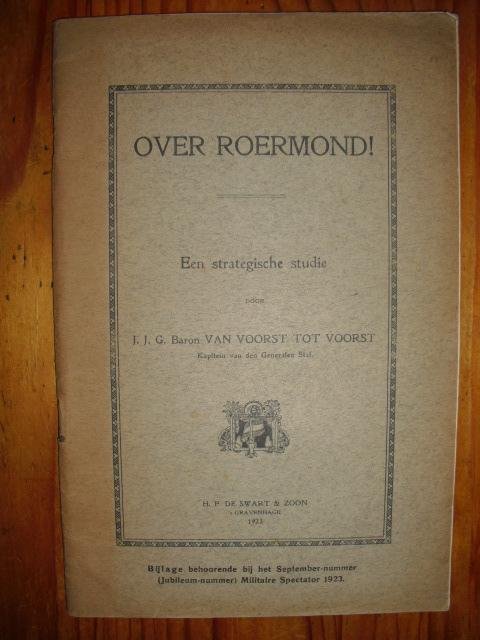 OVER ROERMOND!
Een strategische studie
DOOR
J. J. G. Baron VAN VOORST TOT VOORST
Kapitein van den Generalen Staf.
H. P. DE SWART & ZOON
'S GRAVENHAGE
1923
Bijlage behoorende bij het September-nummer
(Jubileum-nummer) Militaire Spectator 1923.